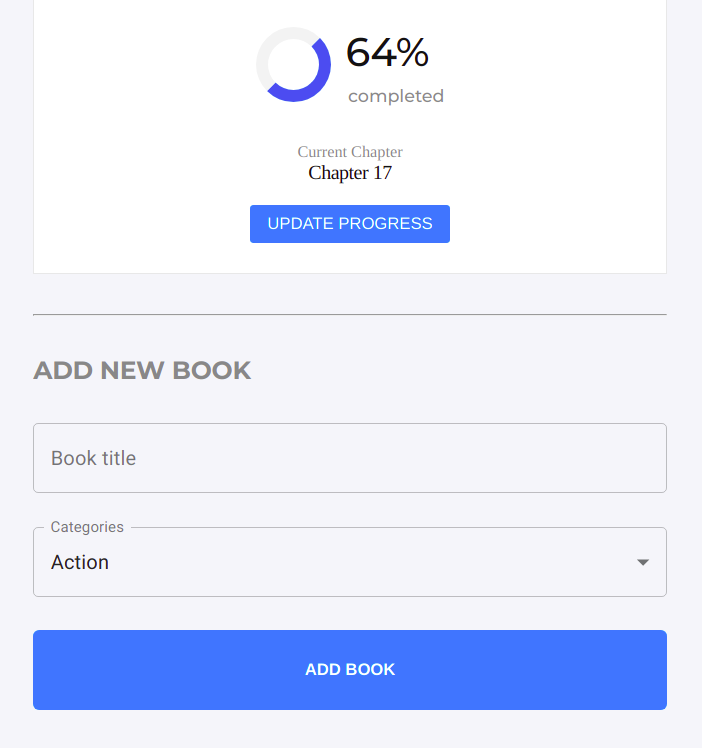 64%
completed
Current Chapter
Chapter 17
UPDATE PROGRESS
ADD NEW BOOK
Book title
Categories
Action
ADD BOOK